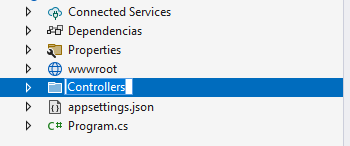 Connected Services
Dependencias
Properties
wwwroot
Controllers
appsettings.json
C# Program.cs